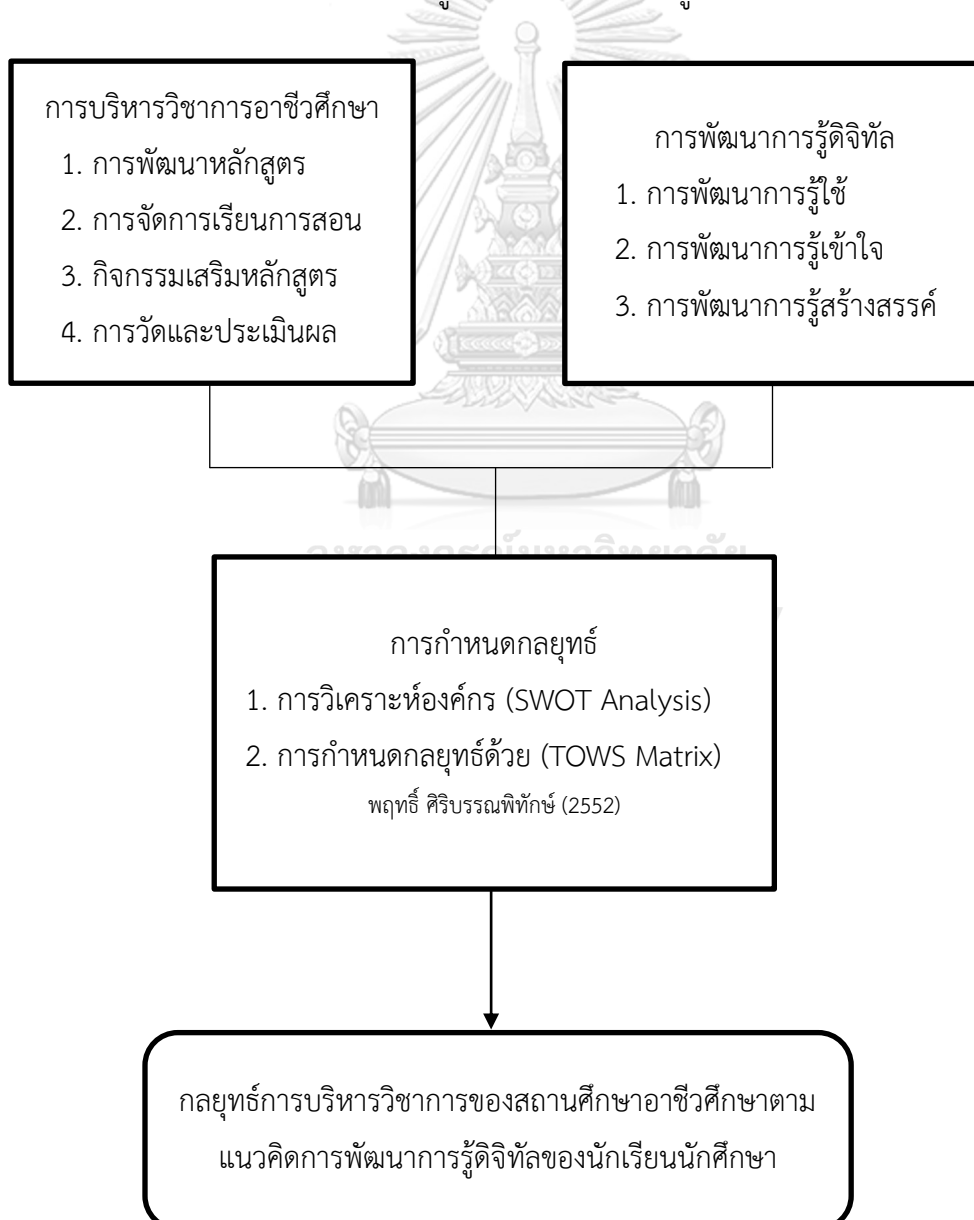 การบริหารวิชาการอาชีวศึกษา
1. การพัฒนาหลักสูตร
2. การจัดการเรียนการสอน
3. กิจกรรมเสริมหลักสูตร
4. การวัดและประเมินผล
การพัฒนาการรู้ดิจิทัล
1. การพัฒนาการรู้ใช้
2. การพัฒนาการรู้เข้าใจ
3. การพัฒนาการรู้สร้างสรรค์
การกำหนดกลยุทธ์
1. การวิเคราะห์องค์กร (SWOT Analysis)
2. การกำหนดกลยุทธ์ด้วย (TOWS Matrix)
พฤทธิ์ ศิริบรรณพิทักษ์ (2552)
กลยุทธ์การบริหารวิชาการของสถานศึกษาอาชีวศึกษาตาม
แนวคิดการพัฒนาการรู้ดิจิทัลของนักเรียนนักศึกษา